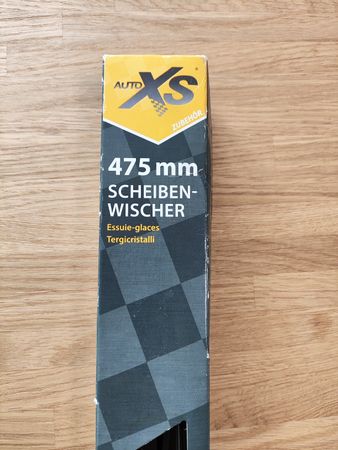 AUTO XS
ZUBEHÖR
475 mm
SCHEIBEN-
WISCHER
Essuie-glaces
Tergicristalli